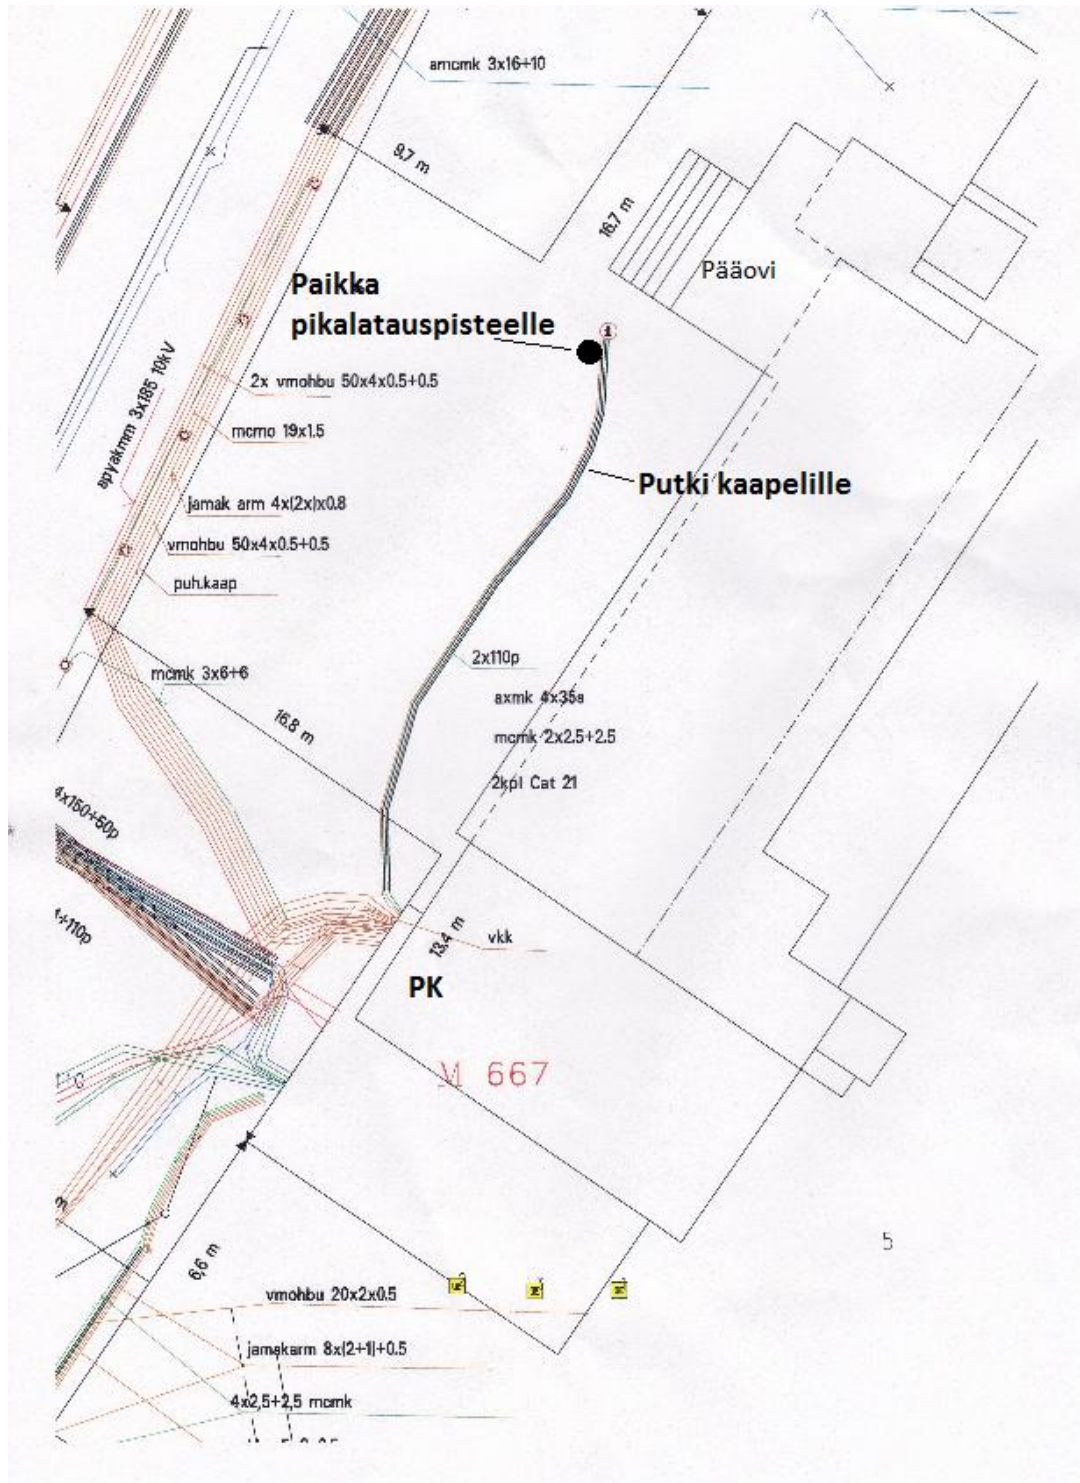 amcmk 3x16+10
9,7 m
16,7 m
Pääovi
Paikka
pikalatauspisteelle
1
2x vmohbu 50x4x0.5+0.5
apyakmm 3x185 10kV
mcmo 19x1.5
Putki kaapelille
jamak arm 4x(2x)x0.8
vmohbu 50x4x0.5+0.5
puh.kaap
2x110p
mcmk 3x6+6
axmk 4x35s
16,8 m
mcmk 2x2.5+2.5
2kpl Cat 21
4x150+50p
+110p
13,4 m
vkk
PK
M 667
5
6,6 m
vmohbu 20x2x0.5
jamakarm 8x(2+1)+0.5
4x2,5+2,5 mcmk